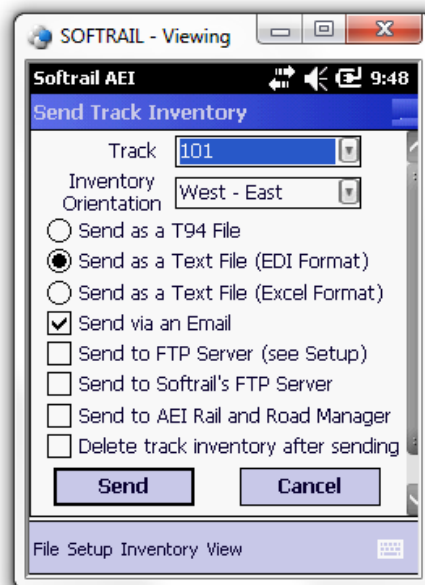 SOFTRAIL - Viewing
Softrail AEI 9:48
Send Track Inventory
Track 101
Inventory
Orientation West - East
Send as a T94 File
Send as a Text File (EDI Format)
Send as a Text File (Excel Format)
Send via an Email
Send to FTP Server (see Setup)
Send to Softrail's FTP Server
Send to AEI Rail and Road Manager
Delete track inventory after sending
Send Cancel
File Setup Inventory View